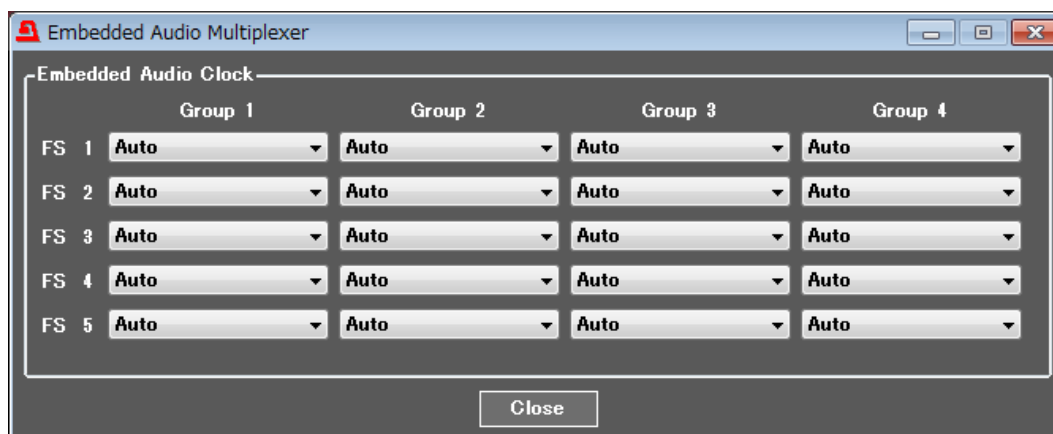 Embedded Audio Multiplexer
Embedded Audio Clock
Group 1 Group 2 Group 3 Group 4
FS 1 Auto Auto Auto Auto
FS 2 Auto Auto Auto Auto
FS 3 Auto Auto Auto Auto
FS 4 Auto Auto Auto Auto
FS 5 Auto Auto Auto Auto
Close